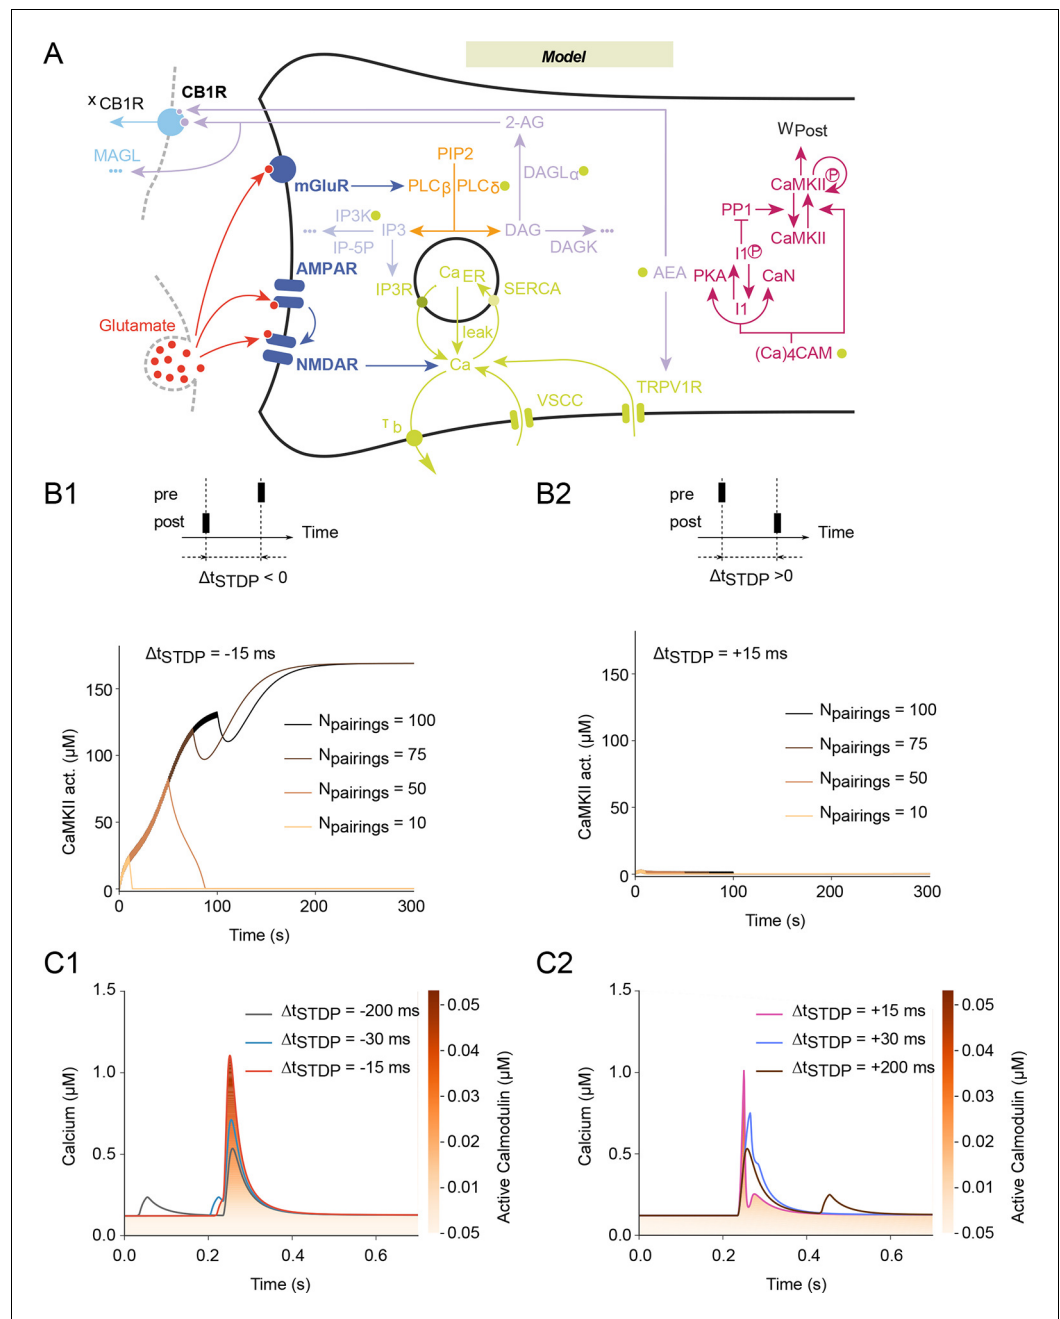 A
Model
x CB1R
CB1R
2-AG
MAGL
PIP2
DAGLα
mGluR
PLCβ
PLCδ
IP3K
IP3
IP-5P
DAG
DAGK
AMPAR
IP3R
CaER
SERCA
leak
Glutamate
NMDAR
Ca
AEA
TRPV1R
VSCC
τb
WPost
CaMKII P
PP1
CaMKII
I1 P
PKA
CaN
I1
(Ca)4CAM
B1
pre
post
Time
ΔtSTDP < 0
B2
pre
post
Time
ΔtSTDP >0
ΔtSTDP = -15 ms
CaMKII act. (µM)
150
100
50
0
Npairings = 100
Npairings = 75
Npairings = 50
Npairings = 10
0 100 200 300
Time (s)
ΔtSTDP = +15 ms
CaMKII act. (µM)
150
100
50
0
Npairings = 100
Npairings = 75
Npairings = 50
Npairings = 10
0 100 200 300
Time (s)
C1
Calcium (µM)
1.5
1.0
0.5
0.0
ΔtSTDP = -200 ms
ΔtSTDP = -30 ms
ΔtSTDP = -15 ms
0.0 0.2 0.4 0.6
Time (s)
0.05
0.04
0.03
0.02
0.01
0.05
Active Calmodulin (µM)
C2
Calcium (µM)
1.5
1.0
0.5
0.0
ΔtSTDP = +15 ms
ΔtSTDP = +30 ms
ΔtSTDP = +200 ms
0.0 0.2 0.4 0.6
Time (s)
0.05
0.04
0.03
0.02
0.01
0.05
Active Calmodulin (µM)